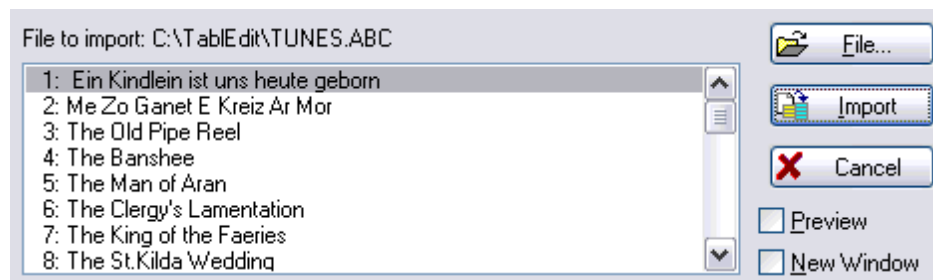 File to import: C:\TablEdit\TUNES.ABC
1: Ein Kindlein ist uns heute geborn
2: Me Zo Ganet E Kreiz Ar Mor
3: The Old Pipe Reel
4: The Banshee
5: The Man of Aran
6: The Clergy's Lamentation
7: The King of the Faeries
8: The St.Kilda Wedding
File...
Import
Cancel
Preview
New Window